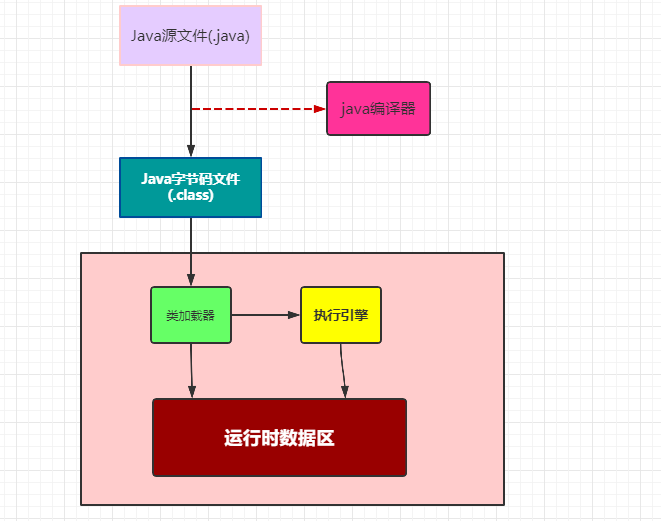 Java源文件(.java)
java编译器
Java字节码文件
(.class)
类加载器
执行引擎
运行时数据区